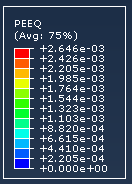 PEEQ
(Avg: 75%)
+2.646e-03
+2.426e-03
+2.205e-03
+1.985e-03
+1.764e-03
+1.544e-03
+1.323e-03
+1.103e-03
+8.820e-04
+6.615e-04
+4.410e-04
+2.205e-04
+0.000e+00